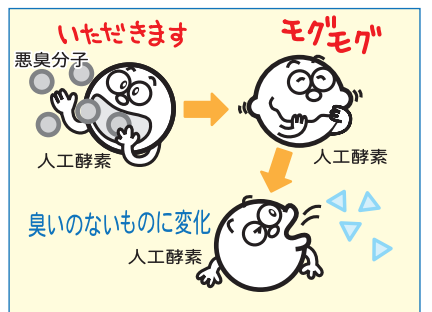 いただきます
モグモグ
悪臭分子
人工酵素
人工酵素
臭いのないものに変化
人工酵素